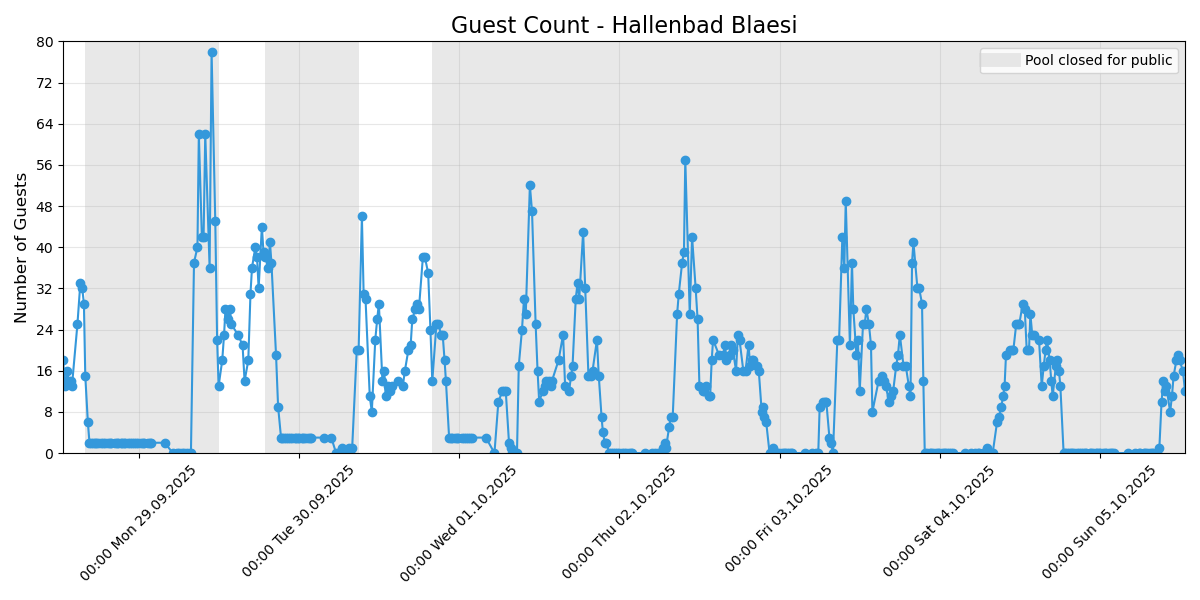 Guest Count - Hallenbad Blaesi
Pool closed for public
Number of Guests
80
72
64
56
48
40
32
24
16
8
0
00:00 Mon 29.09.2025
00:00 Tue 30.09.2025
00:00 Wed 01.10.2025
00:00 Thu 02.10.2025
00:00 Fri 03.10.2025
00:00 Sat 04.10.2025
00:00 Sun 05.10.2025